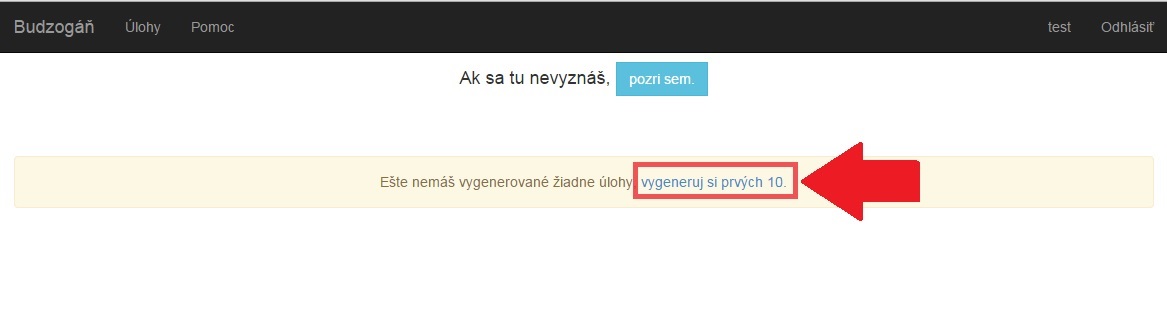 Budzogáň Úlohy Pomoc test Odhlásiť
Ak sa tu nevyznáš, pozri sem.
Ešte nemáš vygenerované žiadne úlohy vygeneruj si prvých 10.